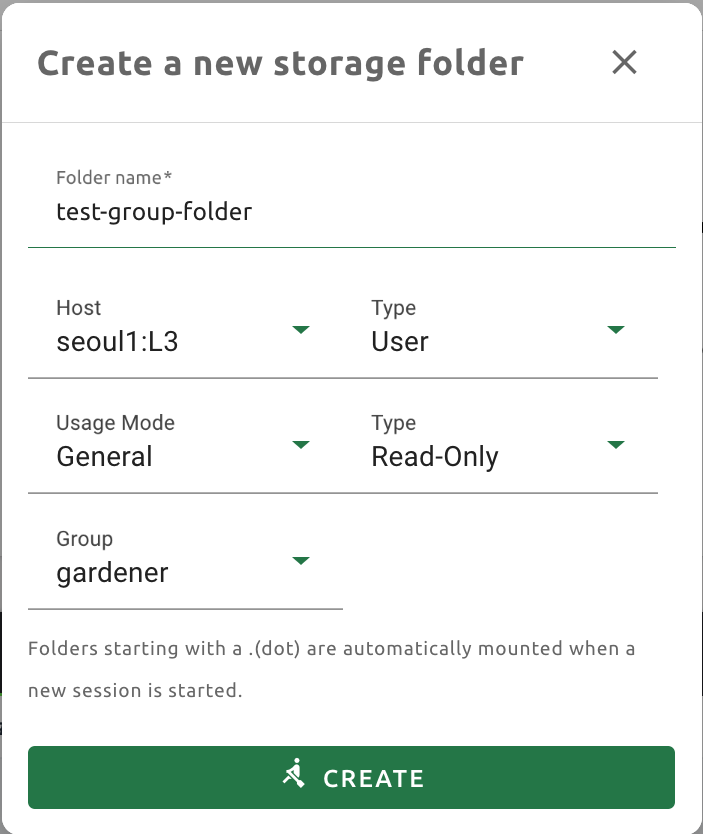 Create a new storage folder
Folder name*
test-group-folder
Host
seoul1:L3
Type
User
Usage Mode
General
Type
Read-Only
Group
gardener
Folders starting with a .(dot) are automatically mounted when a
new session is started.
CREATE